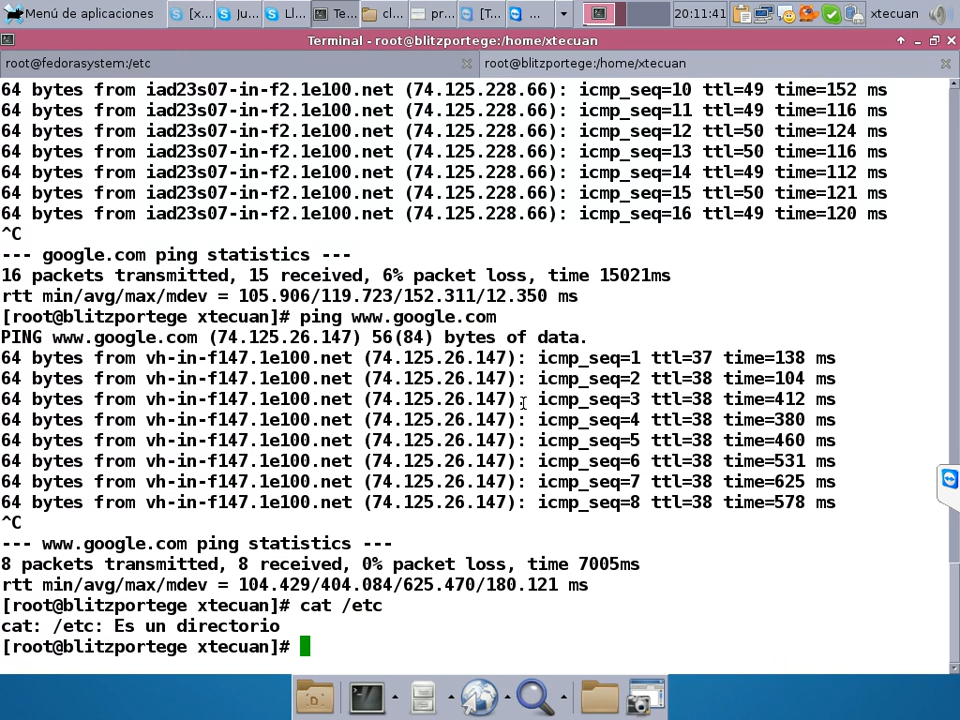 Menú de aplicaciones
[x...
Ju...
Ll...
Te...
cl...
pr...
[T...
...
20:11:41
xtecuan
Terminal - root@blitzportege:/home/xtecuan
root@fedorasystem:/etc
root@blitzportege:/home/xtecuan
64 bytes from iad23s07-in-f2.1e100.net (74.125.228.66): icmp_seq=10 ttl=49 time=152 ms
64 bytes from iad23s07-in-f2.1e100.net (74.125.228.66): icmp_seq=11 ttl=49 time=116 ms
64 bytes from iad23s07-in-f2.1e100.net (74.125.228.66): icmp_seq=12 ttl=50 time=124 ms
64 bytes from iad23s07-in-f2.1e100.net (74.125.228.66): icmp_seq=13 ttl=50 time=116 ms
64 bytes from iad23s07-in-f2.1e100.net (74.125.228.66): icmp_seq=14 ttl=49 time=112 ms
64 bytes from iad23s07-in-f2.1e100.net (74.125.228.66): icmp_seq=15 ttl=50 time=121 ms
64 bytes from iad23s07-in-f2.1e100.net (74.125.228.66): icmp_seq=16 ttl=49 time=120 ms
^C
--- google.com ping statistics ---
16 packets transmitted, 15 received, 6% packet loss, time 15021ms
rtt min/avg/max/mdev = 105.906/119.723/152.311/12.350 ms
[root@blitzportege xtecuan]# ping www.google.com
PING www.google.com (74.125.26.147) 56(84) bytes of data.
64 bytes from vh-in-f147.1e100.net (74.125.26.147): icmp_seq=1 ttl=37 time=138 ms
64 bytes from vh-in-f147.1e100.net (74.125.26.147): icmp_seq=2 ttl=38 time=104 ms
64 bytes from vh-in-f147.1e100.net (74.125.26.147): icmp_seq=3 ttl=38 time=412 ms
64 bytes from vh-in-f147.1e100.net (74.125.26.147): icmp_seq=4 ttl=38 time=380 ms
64 bytes from vh-in-f147.1e100.net (74.125.26.147): icmp_seq=5 ttl=38 time=460 ms
64 bytes from vh-in-f147.1e100.net (74.125.26.147): icmp_seq=6 ttl=38 time=531 ms
64 bytes from vh-in-f147.1e100.net (74.125.26.147): icmp_seq=7 ttl=38 time=625 ms
64 bytes from vh-in-f147.1e100.net (74.125.26.147): icmp_seq=8 ttl=38 time=578 ms
^C
--- www.google.com ping statistics ---
8 packets transmitted, 8 received, 0% packet loss, time 7005ms
rtt min/avg/max/mdev = 104.429/404.084/625.470/180.121 ms
[root@blitzportege xtecuan]# cat /etc
cat: /etc: Es un directorio
[root@blitzportege xtecuan]#